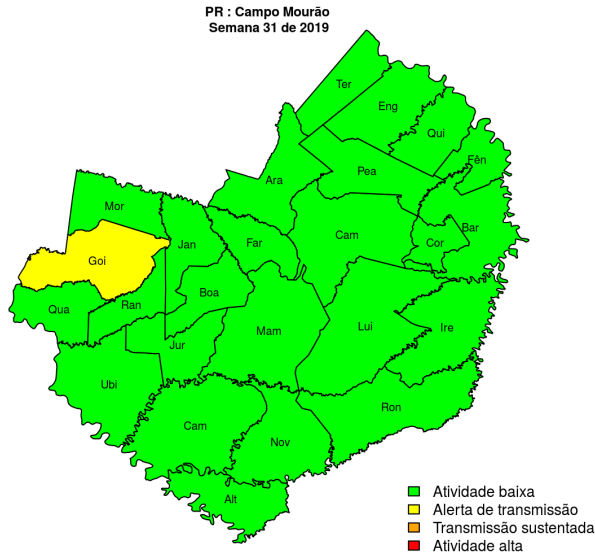 PR : Campo Mourão
Semana 31 de 2019
Ter
Eng
Qui
Fên
Pea
Ara
Mor
Cam
Bar
Cor
Far
Jan
Goi
Boa
Ran
Qua
Mam
Lui
Ire
Jur
Ubi
Ron
Cam
Nov
Alt
Atividade baixa
Alerta de transmissão
Transmissão sustentada
Atividade alta